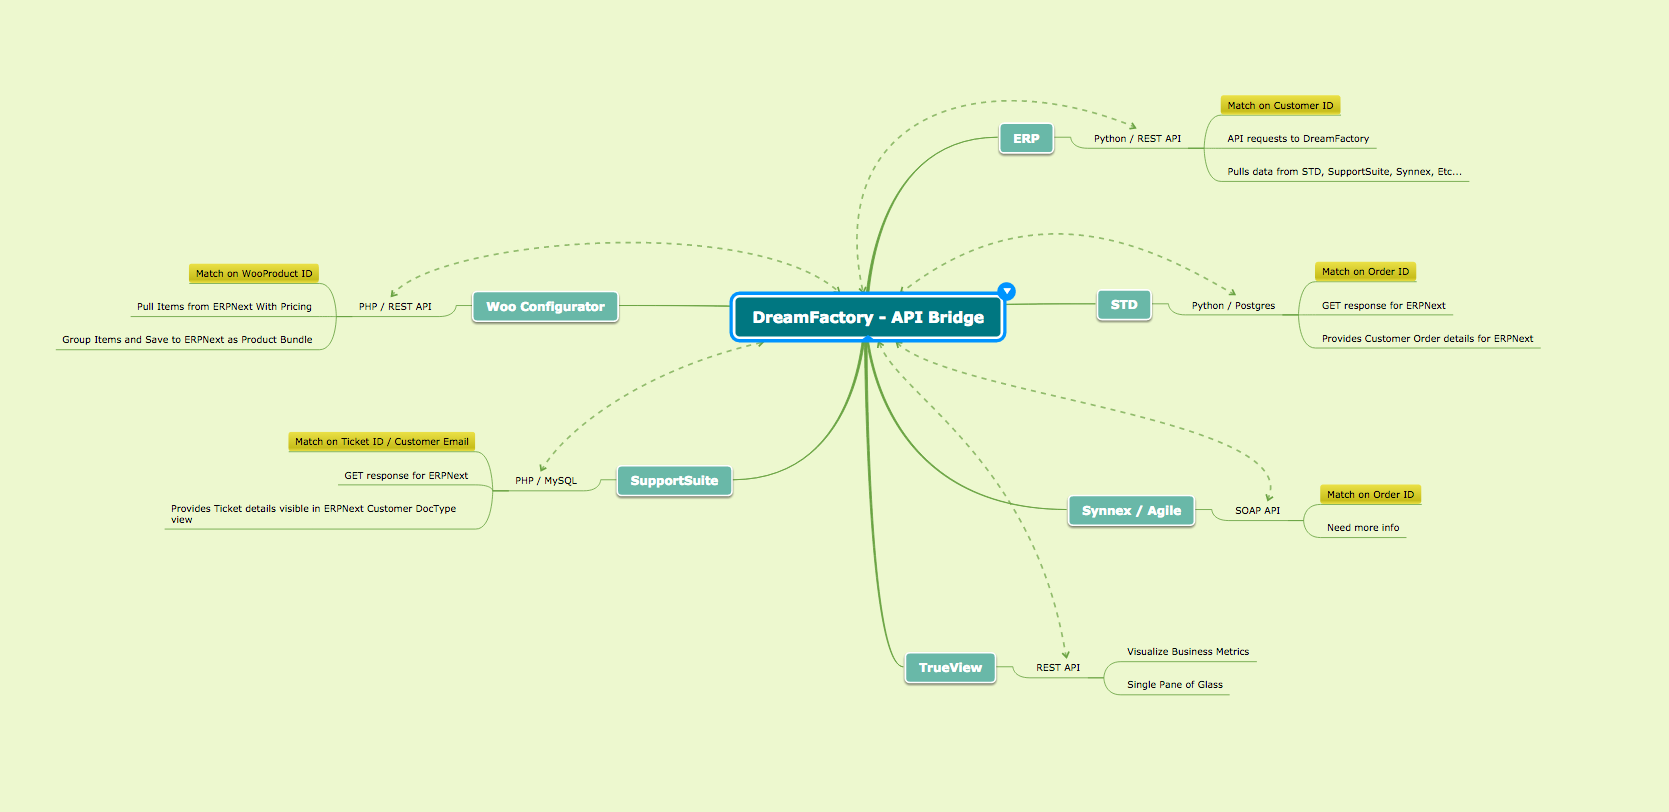 DreamFactory - API Bridge
ERP
Python / REST API
Match on Customer ID
API requests to DreamFactory
Pulls data from STD, SupportSuite, Synnex, Etc...
STD
Python / Postgres
Match on Order ID
GET response for ERPNext
Provides Customer Order details for ERPNext
Synnex / Agile
SOAP API
Match on Order ID
Need more info
TrueView
REST API
Visualize Business Metrics
Single Pane of Glass
Woo Configurator
PHP / REST API
Match on WooProduct ID
Pull Items from ERPNext With Pricing
Group Items and Save to ERPNext as Product Bundle
SupportSuite
PHP / MySQL
Match on Ticket ID / Customer Email
GET response for ERPNext
Provides Ticket details visible in ERPNext Customer DocType
view